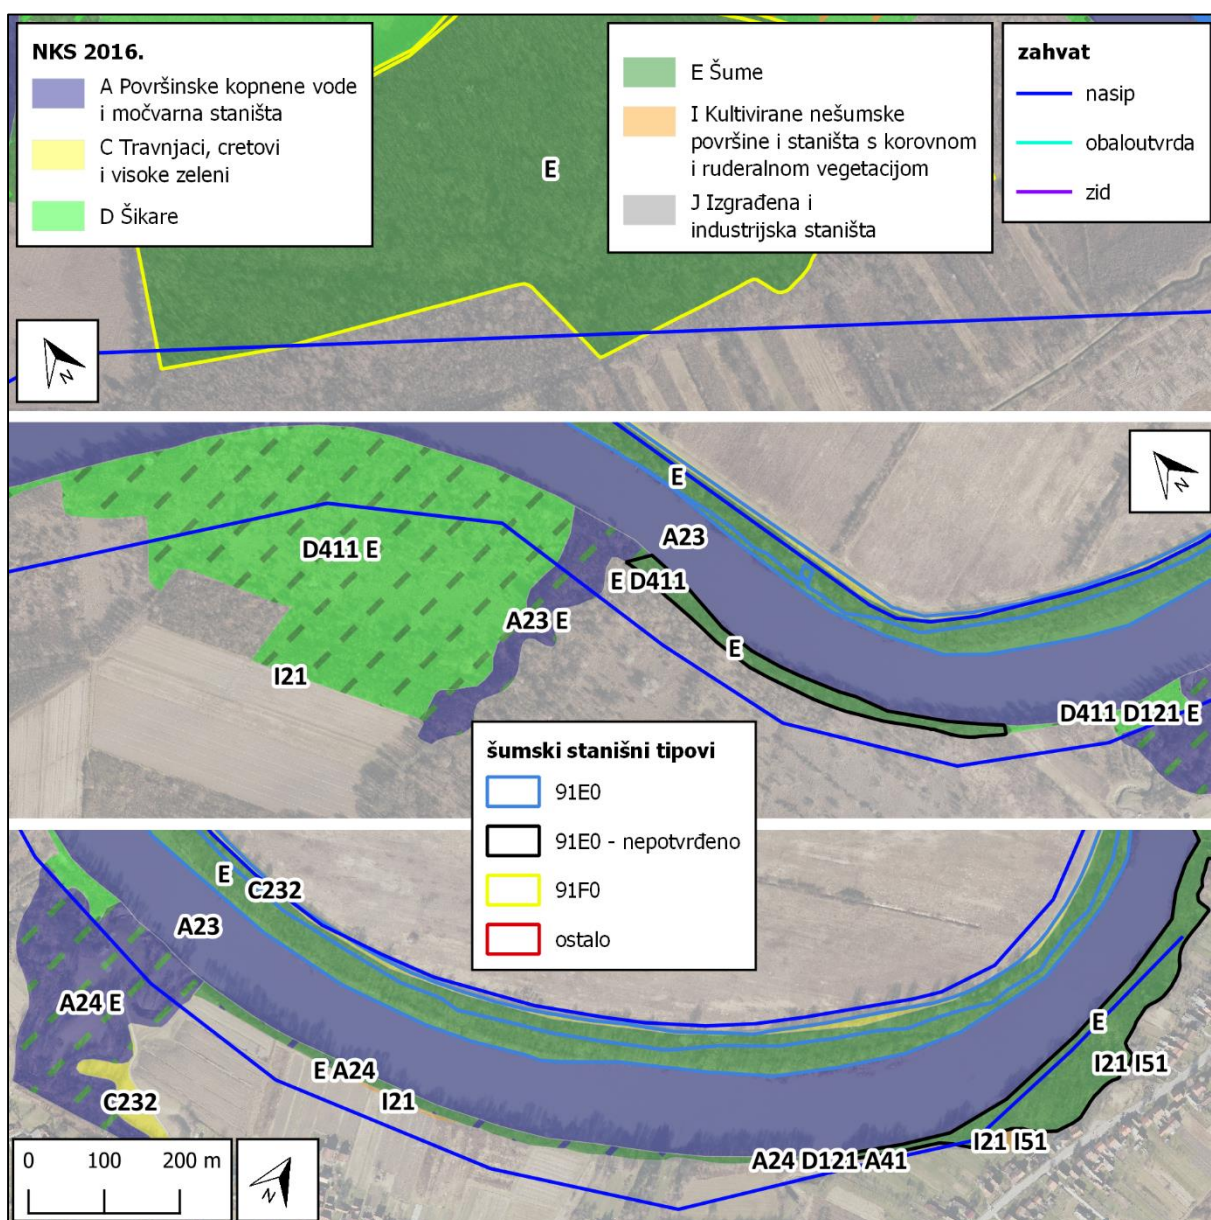 NKS 2016.
A Površinske kopnene vode
i močvarna staništa
C Travnjaci, cretovi
i visoke zeleni
D Šikare
E Šume
I Kultivirane nešumske
površine i staništa s korovnom
i ruderalnom vegetacijom
J Izgrađena i
industrijska staništa
zahvat
nasip
obaloutvrda
zid
E
N
E
N
A23
D411 E
E D411
A23 E
E
I21
D411 D121 E
šumski stanišni tipovi
91E0
91E0 - nepotvrđeno
91F0
ostalo
E
C232
A23
A24 E
E
I21 I51
E A24
C232
I21
I21 I51
A24 D121 A41
0 100 200 m
N